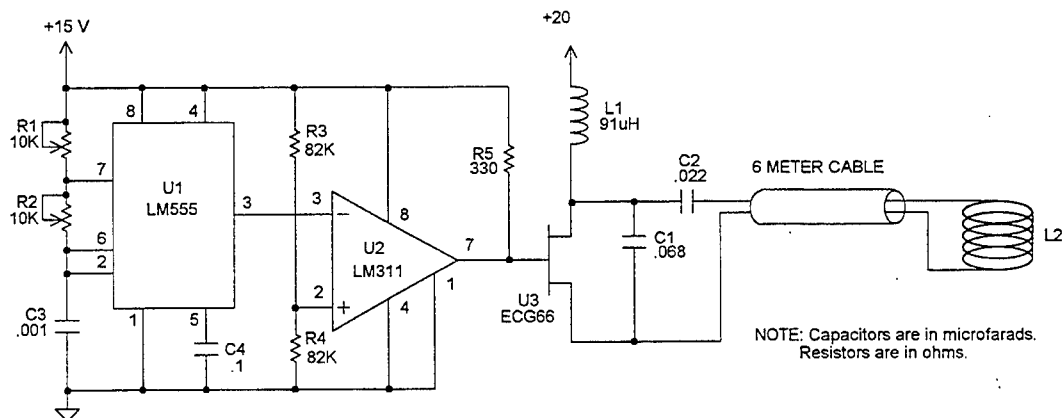 +15 V
R1
10K
R2
10K
C3
.001
8
4
7
6
2
3
1
5
U1
LM555
C4
.1
R3
82K
R4
82K
3
2
8
4
1
7
U2
LM311
R5
330
+20
L1
91uH
U3
ECG66
C1
.068
C2
.022
6 METER CABLE
L2
NOTE: Capacitors are in microfarads.
Resistors are in ohms.